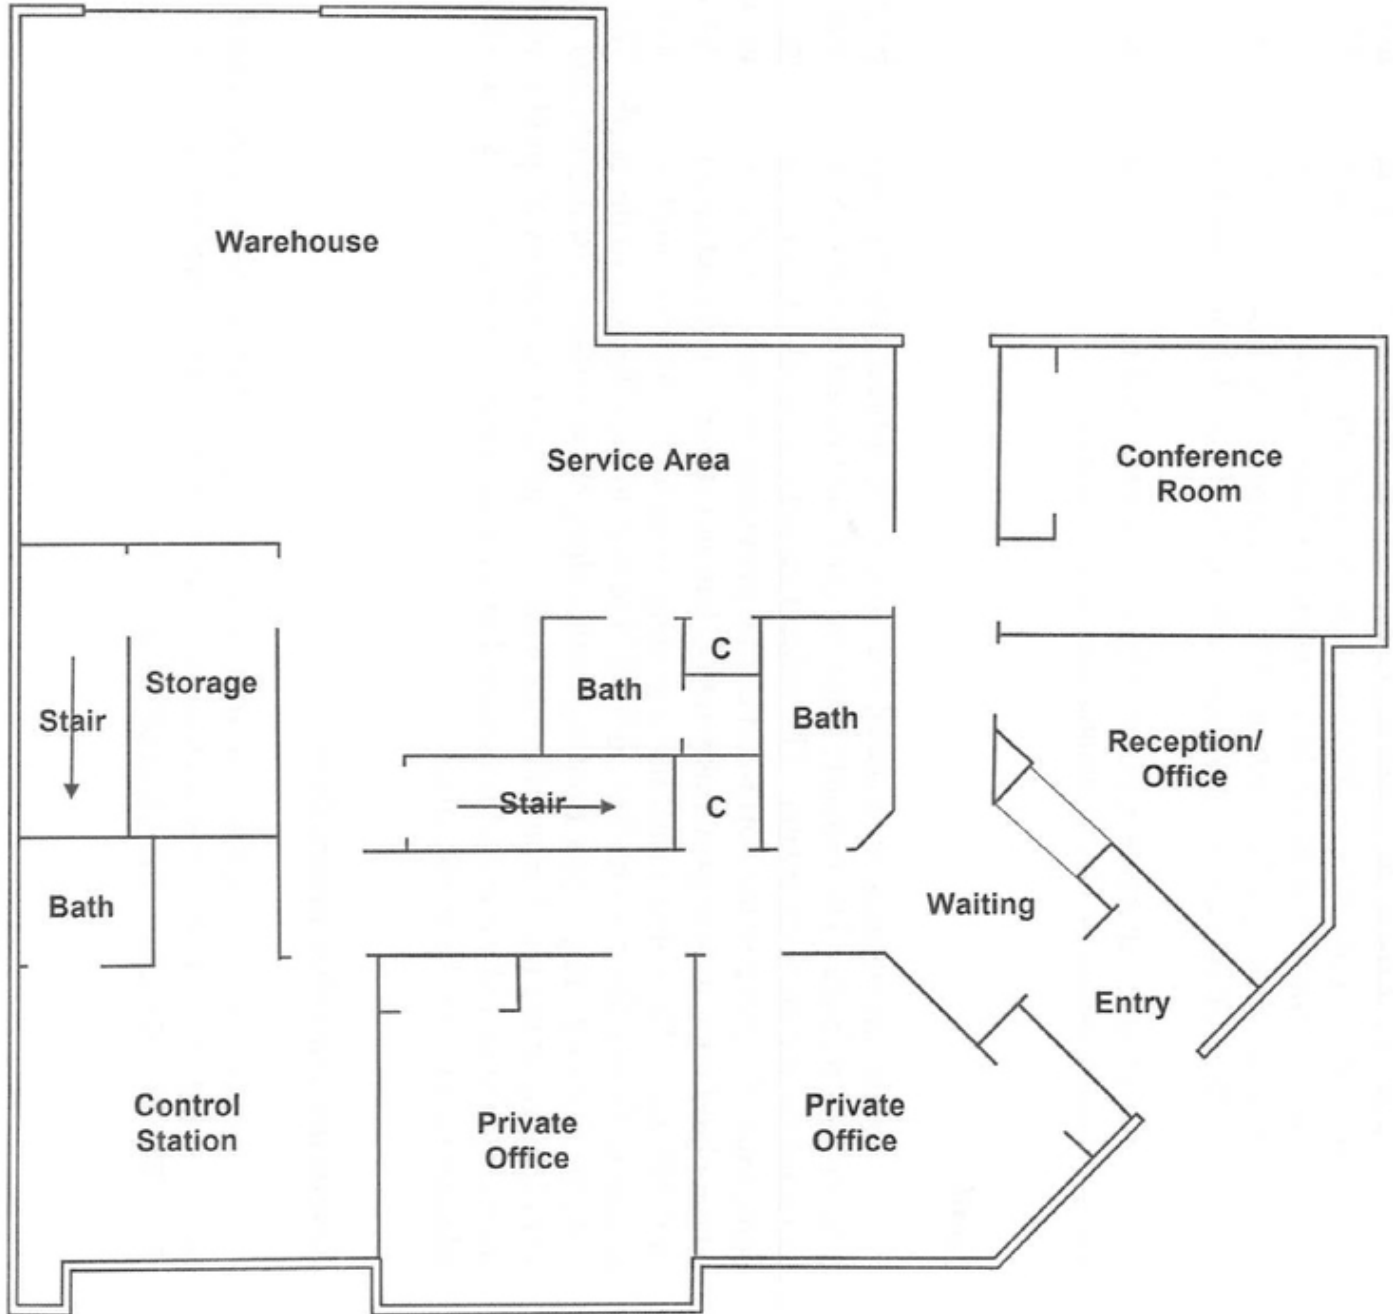 Warehouse
Service Area
Conference
Room
C
Storage
Bath
Stair
Bath
Reception/
Office
Stair
C
Bath
Waiting
Entry
Control
Station
Private
Office
Private
Office